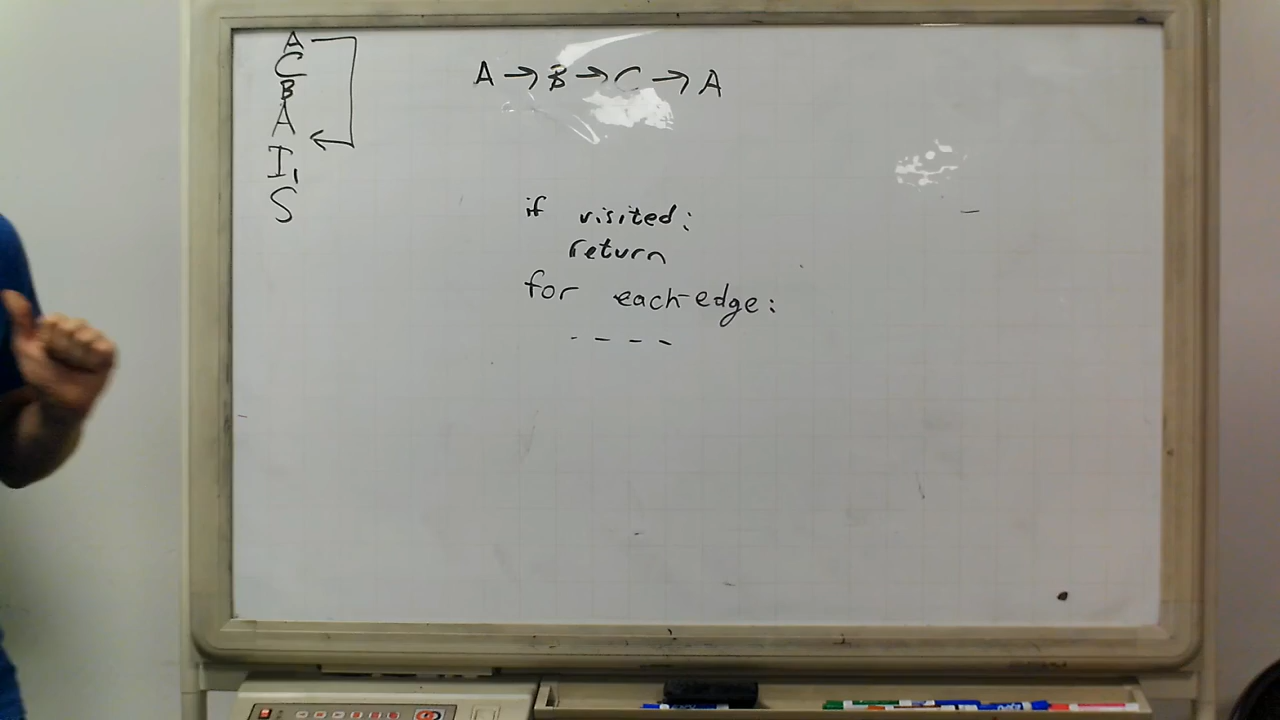 A
C
B
A
I,
S
A → B → C → A
if visited:
return
for each edge:
- - - -